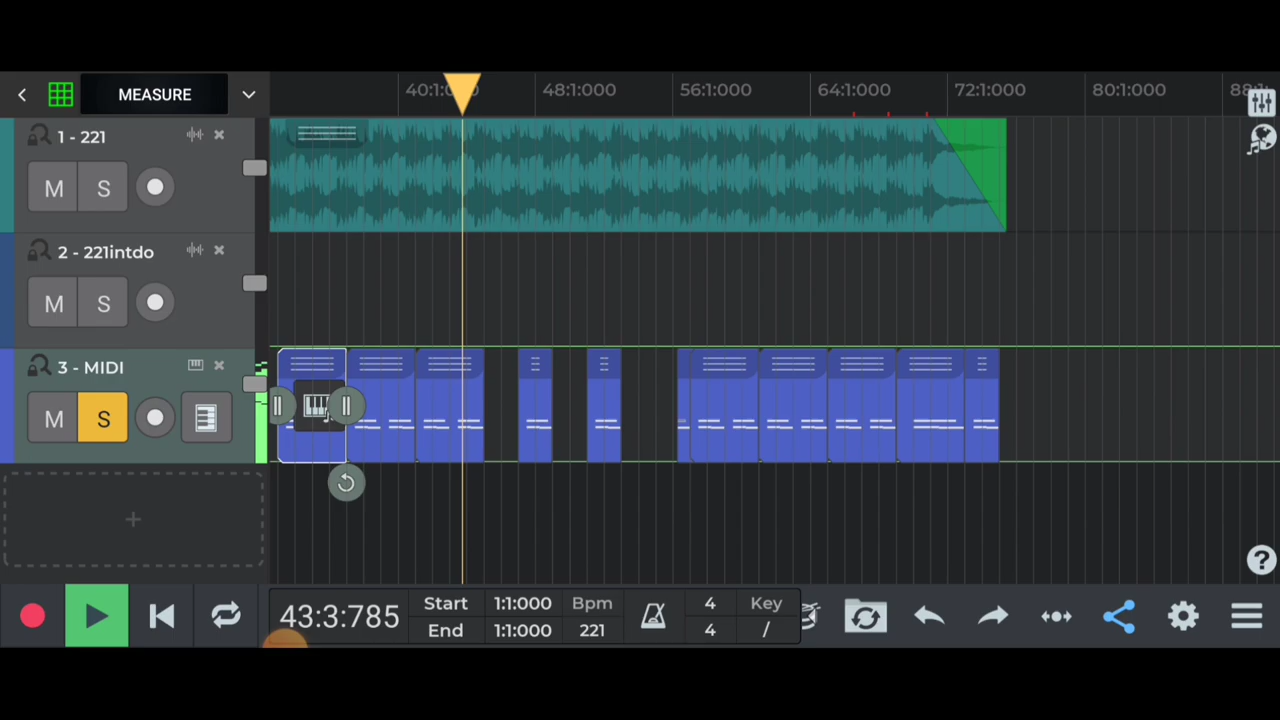 MEASURE
40:1:0 0
48:1:000
56:1:000
64:1:000
72:1:000
80:1:000
88:
1 - 221
M S
2 - 221intdo
M S
3 - MIDI
M S
+
43:3:785
Start 1:1:000 Bpm 4 Key
End 1:1:000 221 4 /
?